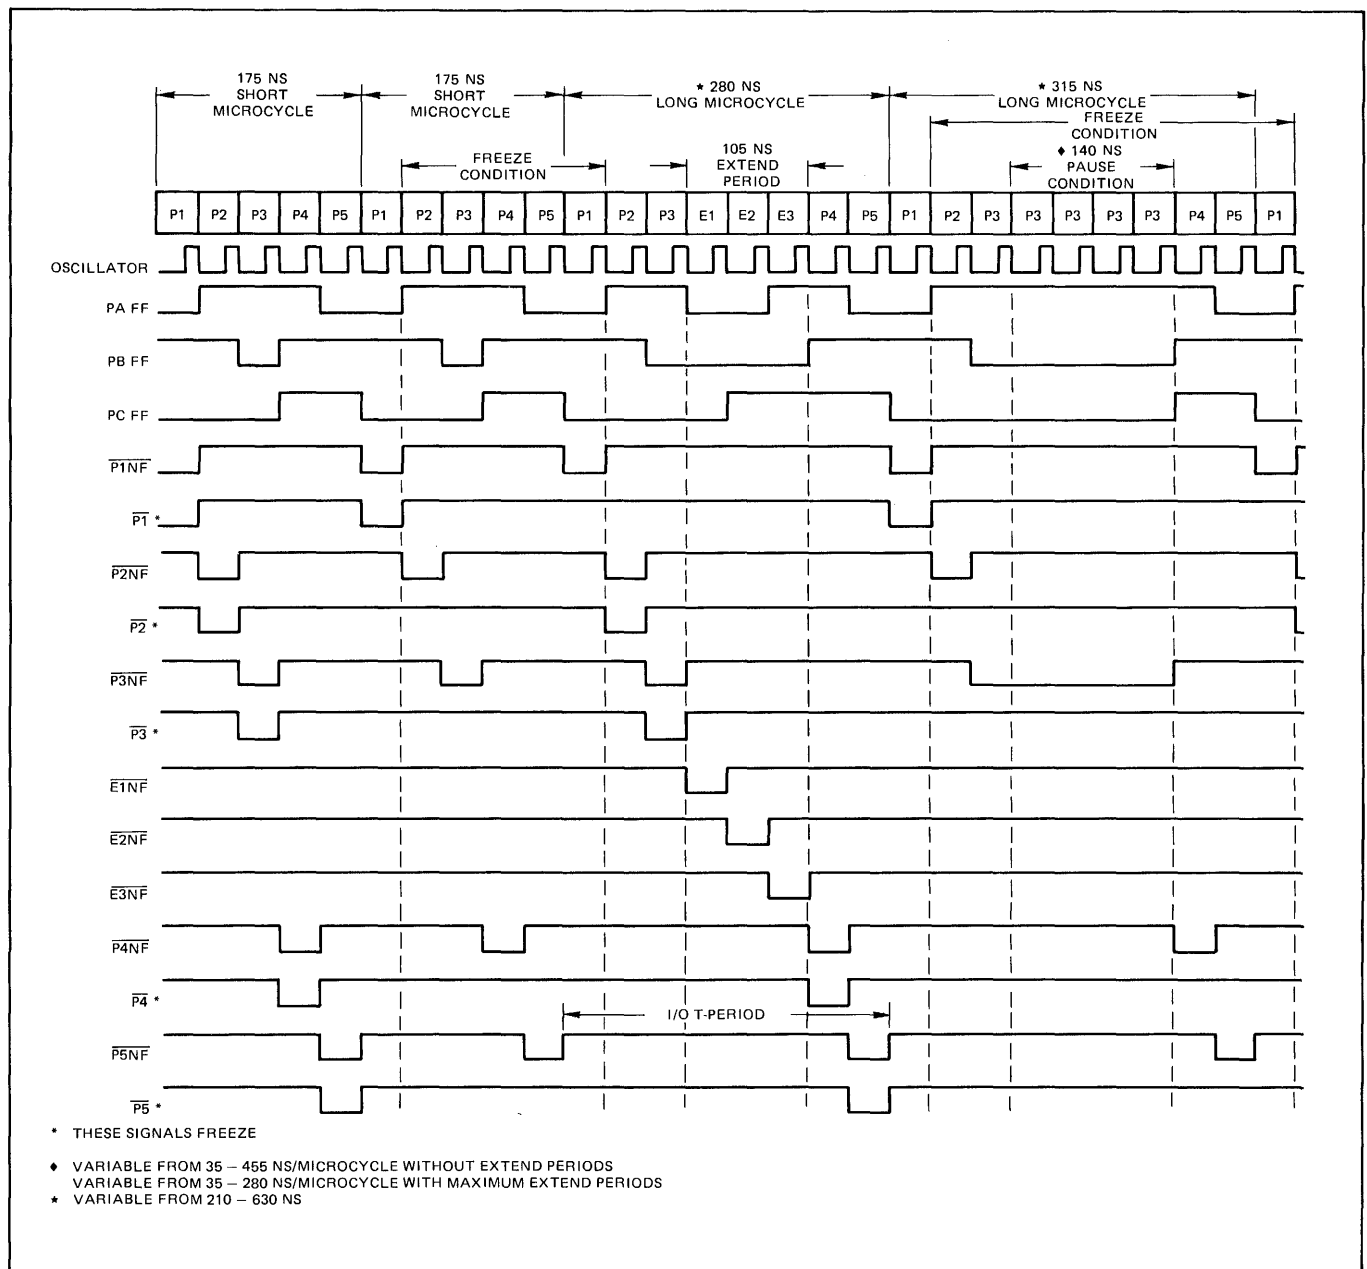 175 NS
SHORT
MICROCYCLE
175 NS
SHORT
MICROCYCLE
★ 280 NS
LONG MICROCYCLE
★ 315 NS
LONG MICROCYCLE
FREEZE
CONDITION
FREEZE
CONDITION
105 NS
EXTEND
PERIOD
♦ 140 NS
PAUSE
CONDITION
P1 P2 P3 P4 P5 P1 P2 P3 P4 P5 P1 P2 P3 E1 E2 E3 P4 P5 P1 P2 P3 P3 P3 P3 P3 P4 P5 P1
OSCILLATOR
PA FF
PB FF
PC FF
P1NF
P1 *
P2NF
P2 *
P3NF
P3 *
E1NF
E2NF
E3NF
P4NF
P4 *
I/O T-PERIOD
P5NF
P5 *
* THESE SIGNALS FREEZE
♦ VARIABLE FROM 35 – 455 NS/MICROCYCLE WITHOUT EXTEND PERIODS
VARIABLE FROM 35 – 280 NS/MICROCYCLE WITH MAXIMUM EXTEND PERIODS
★ VARIABLE FROM 210 – 630 NS